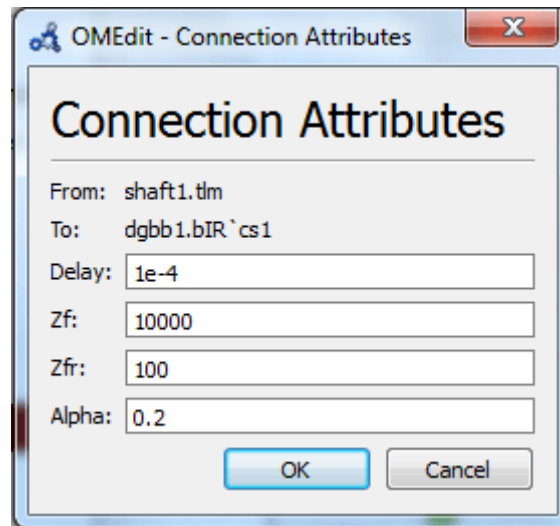 OMEdit - Connection Attributes
Connection Attributes
From: shaft1.tlm
To: dgbb1.bIR`cs1
Delay: 1e-4
Zf: 10000
Zfr: 100
Alpha: 0.2
OK Cancel